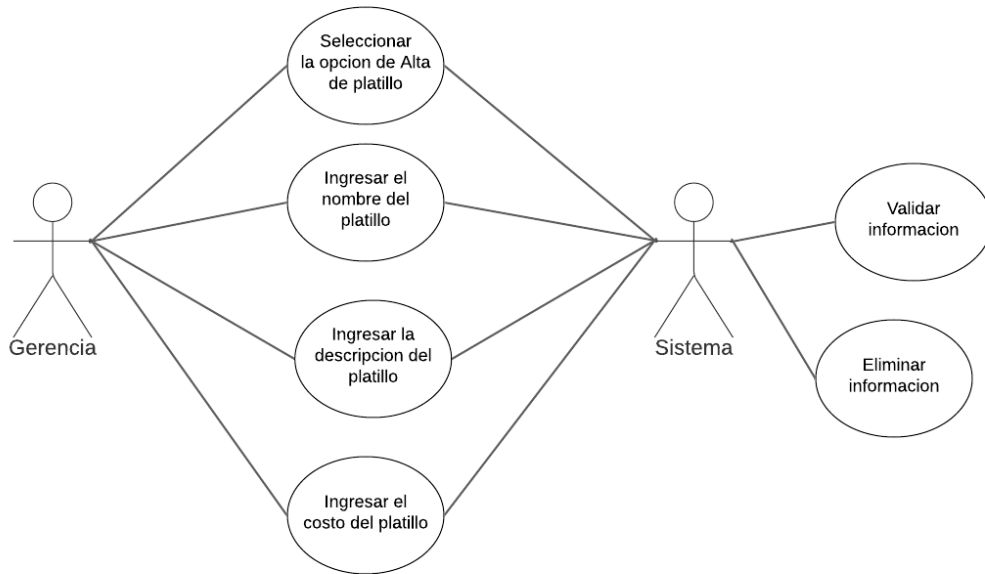 Seleccionar
la opcion de Alta
de platillo
Ingresar el
nombre del
platillo
Validar
informacion
Gerencia
Ingresar la
descripcion del
platillo
Sistema
Eliminar
informacion
Ingresar el
costo del platillo